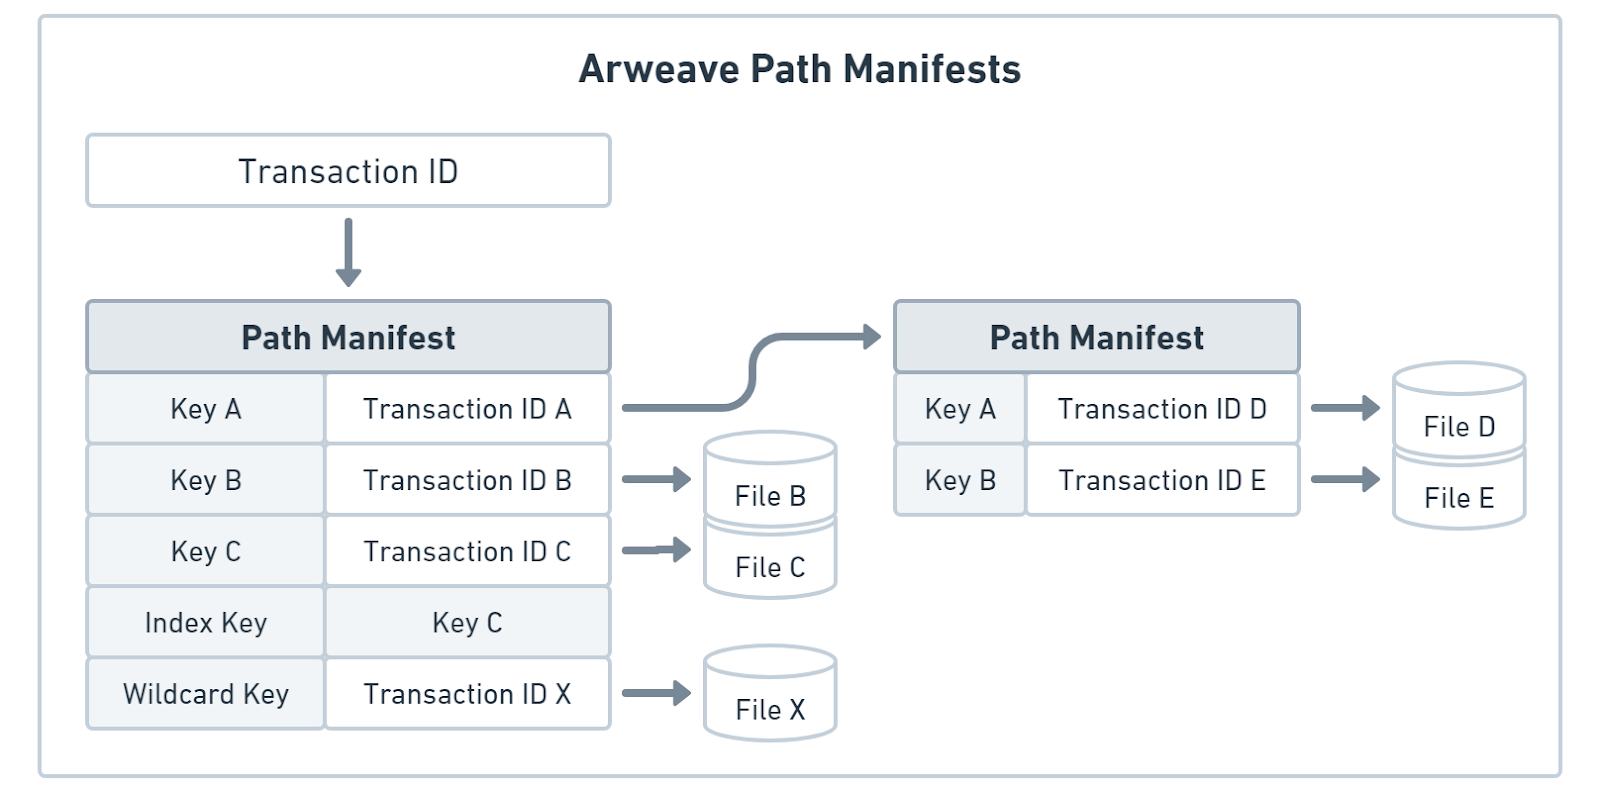 Arweave Path Manifests
Transaction ID
Path Manifest
Key A Transaction ID A
Key B Transaction ID B
Key C Transaction ID C
Index Key Key C
Wildcard Key Transaction ID X
File B
File C
File X
Path Manifest
Key A Transaction ID D
Key B Transaction ID E
File D
File E